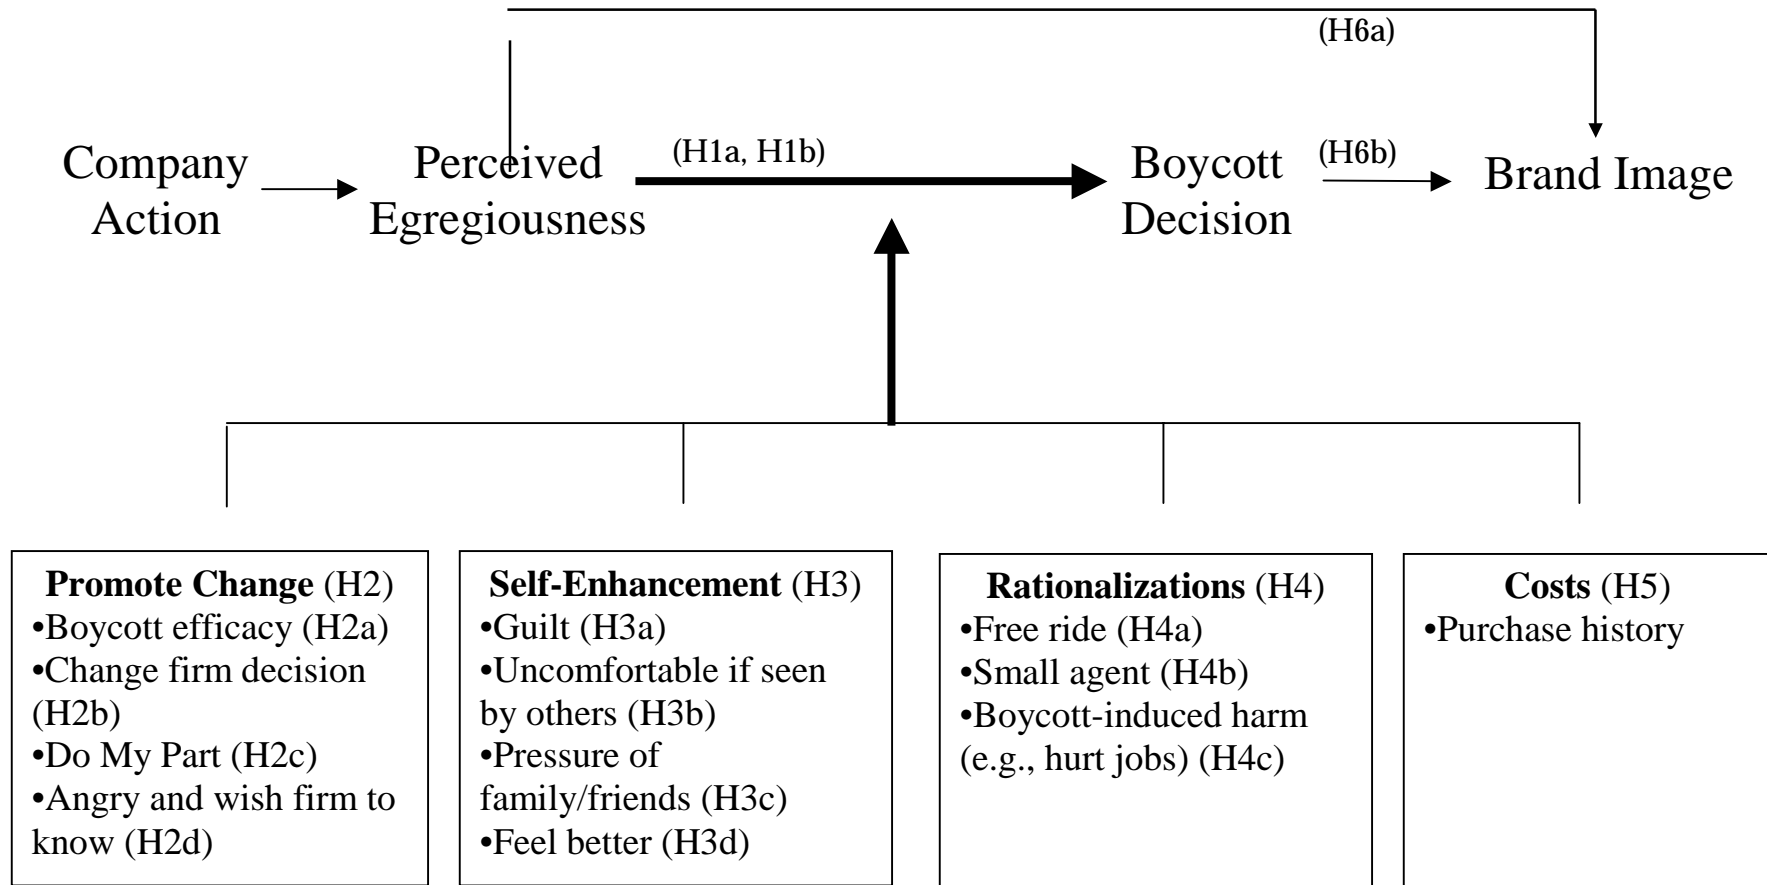 (H6a)
Company
Action
Perceived
Egregiousness
(H1a, H1b)
Boycott
Decision
(H6b)
Brand Image
Promote Change (H2)
•Boycott efficacy (H2a)
•Change firm decision
(H2b)
•Do My Part (H2c)
•Angry and wish firm to
know (H2d)
Self-Enhancement (H3)
•Guilt (H3a)
•Uncomfortable if seen
by others (H3b)
•Pressure of
family/friends (H3c)
•Feel better (H3d)
Rationalizations (H4)
•Free ride (H4a)
•Small agent (H4b)
•Boycott-induced harm
(e.g., hurt jobs) (H4c)
Costs (H5)
•Purchase history